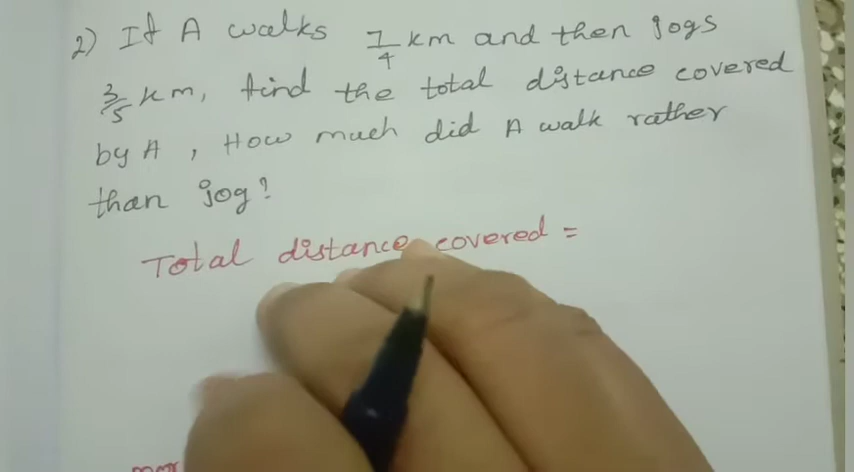 2) If A walks 7/4 km and then jogs
3/5 km, find the total distance covered
by A, How much did A walk rather
than jog?
Total distance covered =